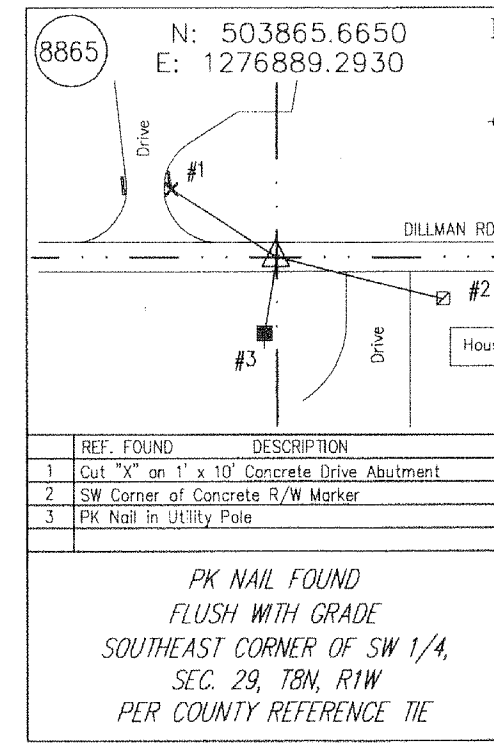 8865
N: 503865.6650
E: 1276889.2930
Drive
#1
DILLMAN RD
#2
#3
Drive
REF. FOUND DESCRIPTION
1 Cut "X" on 1' x 10' Concrete Drive Abutment
2 SW Corner of Concrete R/W Marker
3 PK Nail in Utility Pole
PK NAIL FOUND
FLUSH WITH GRADE
SOUTHEAST CORNER OF SW 1/4,
SEC. 29, T8N, R1W
PER COUNTY REFERENCE TIE